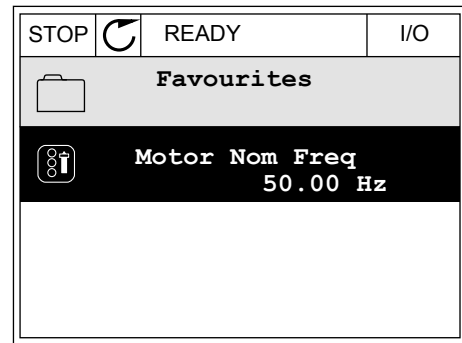 STOP READY I/O
Favourites
Motor Nom Freq
50.00 Hz